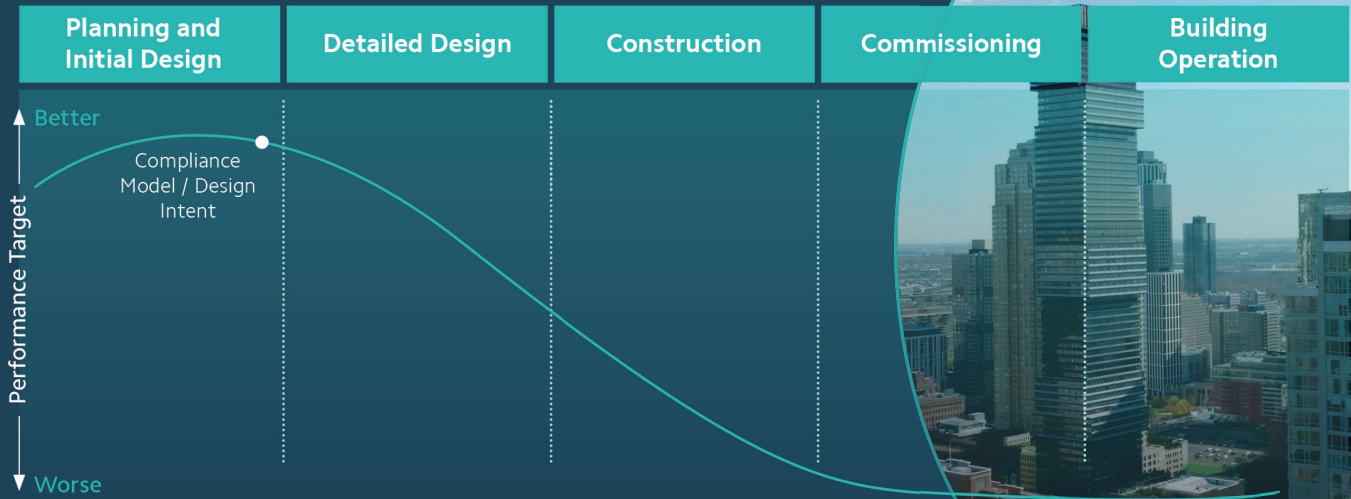 Planning and
Initial Design
Detailed Design
Construction
Commissioning
Building
Operation
Better
Compliance
Model / Design
Intent
Performance Target
Worse